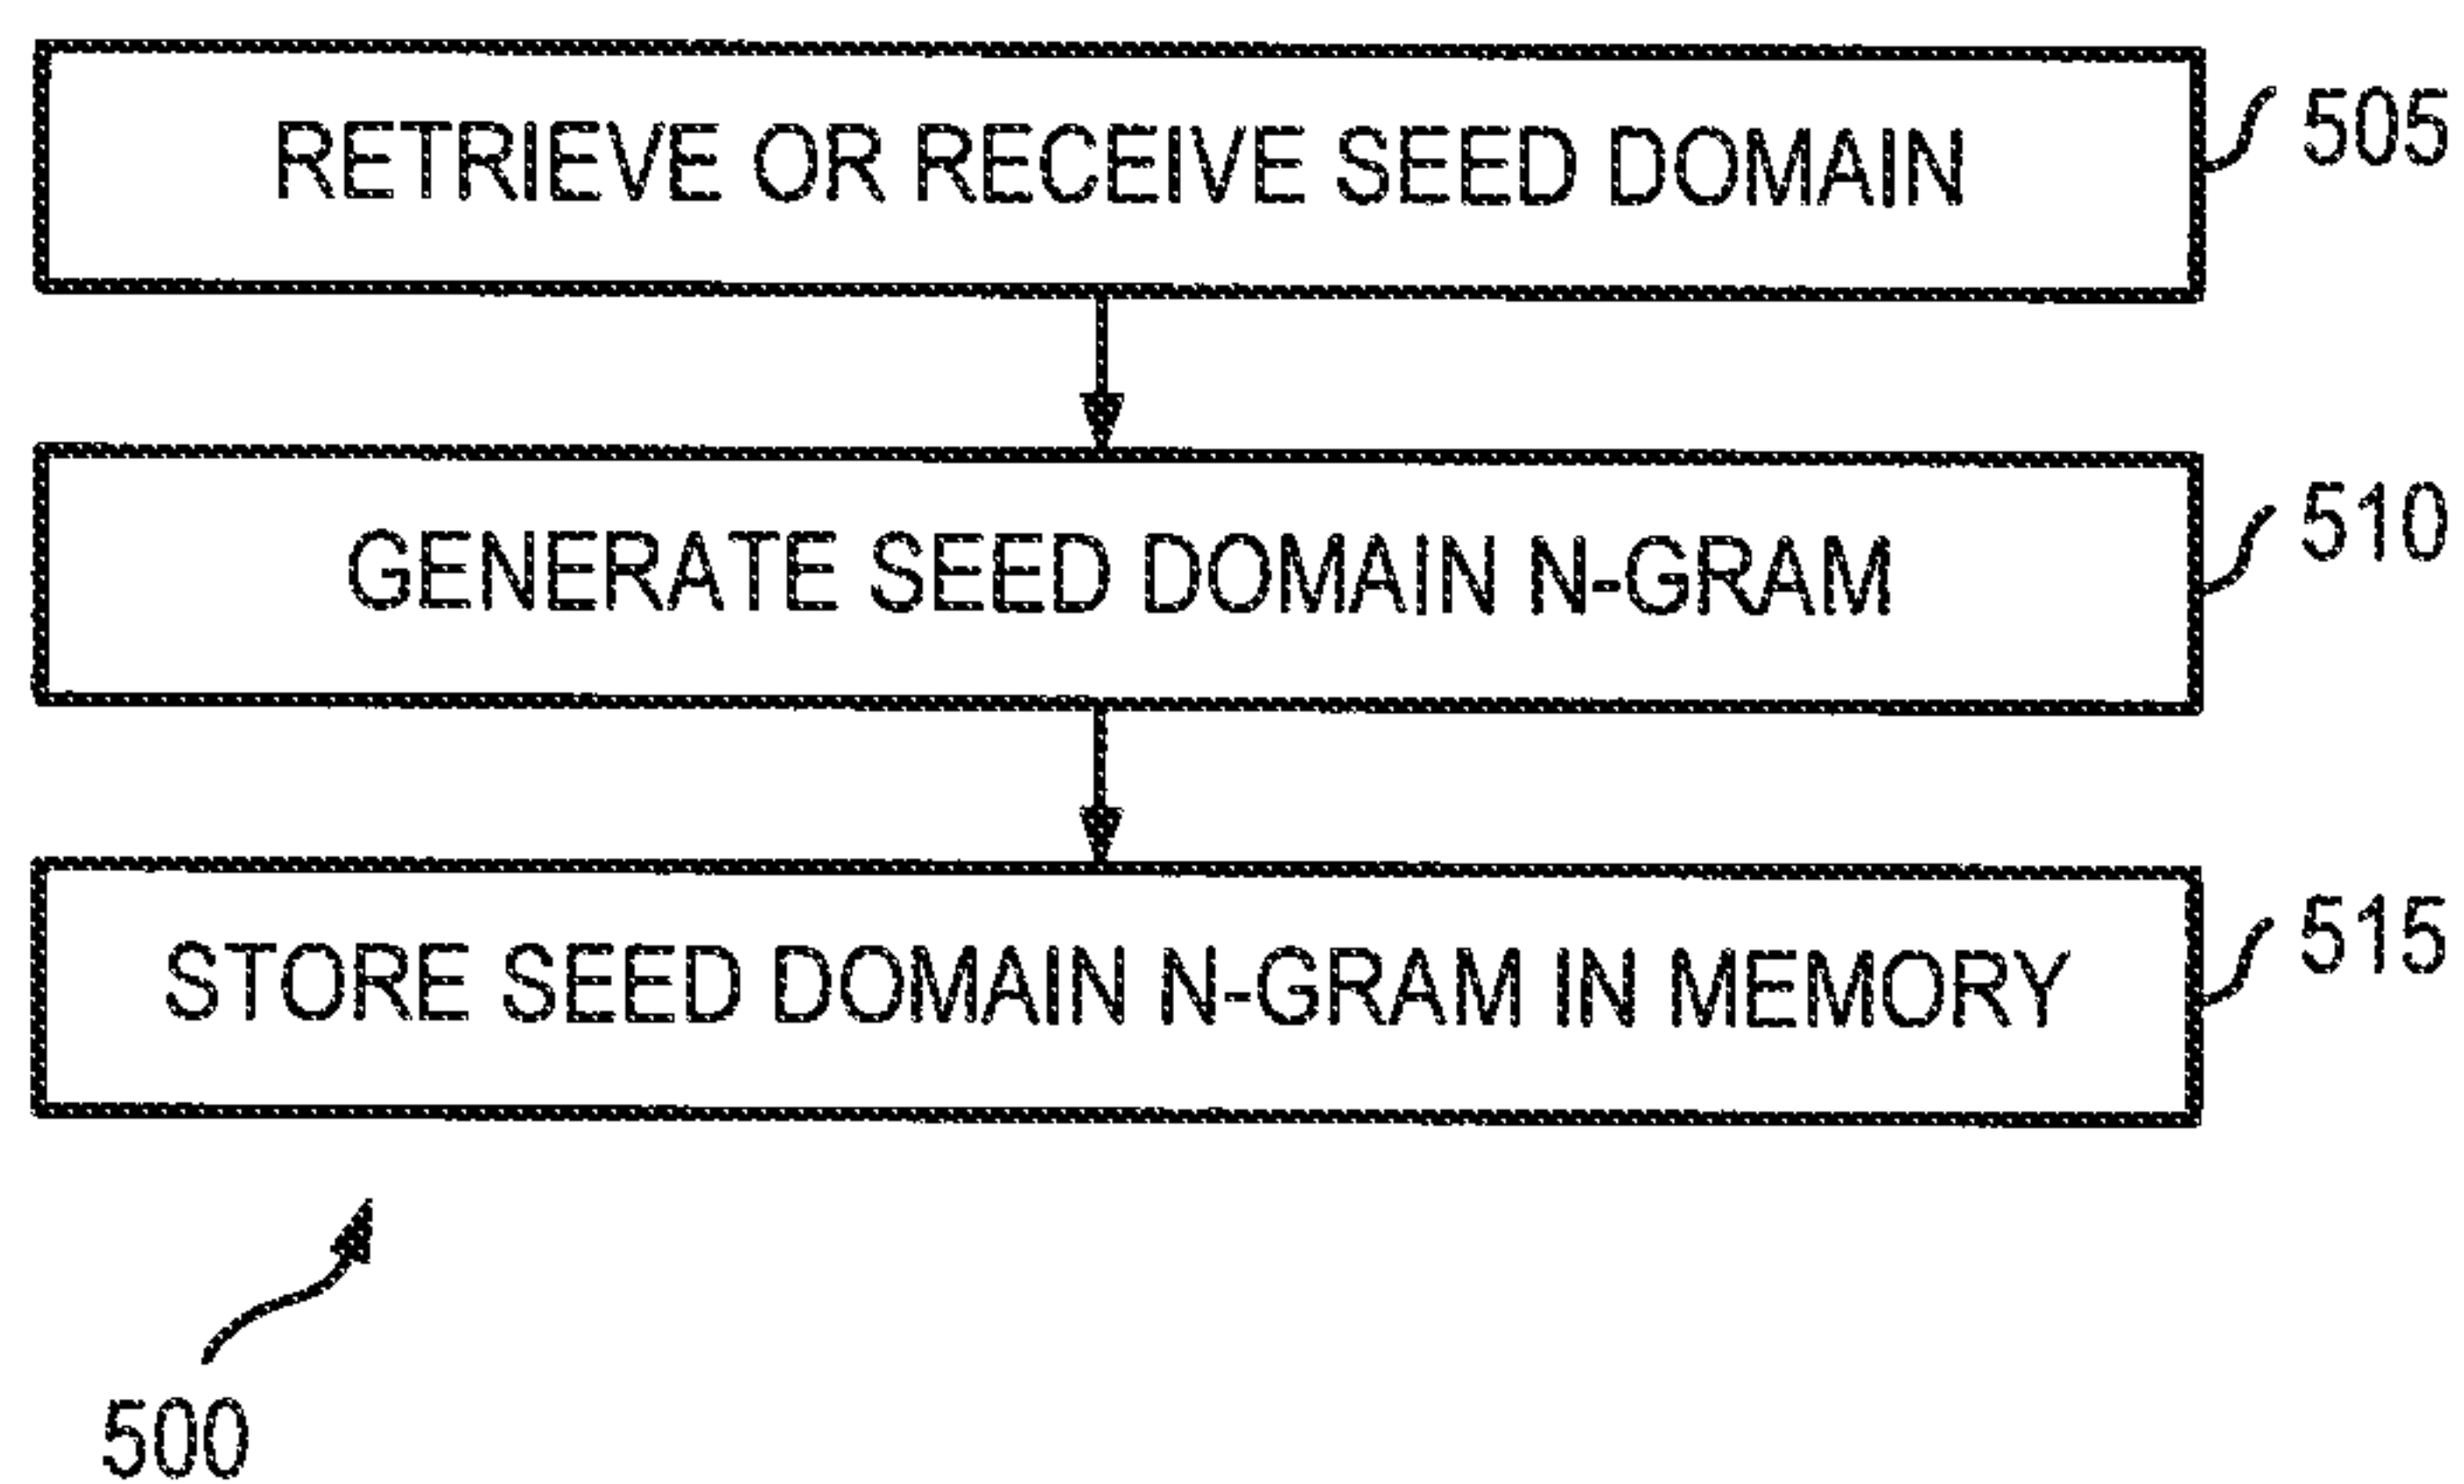 RETRIEVE OR RECEIVE SEED DOMAIN
505
GENERATE SEED DOMAIN N-GRAM
510
STORE SEED DOMAIN N-GRAM IN MEMORY
515
500